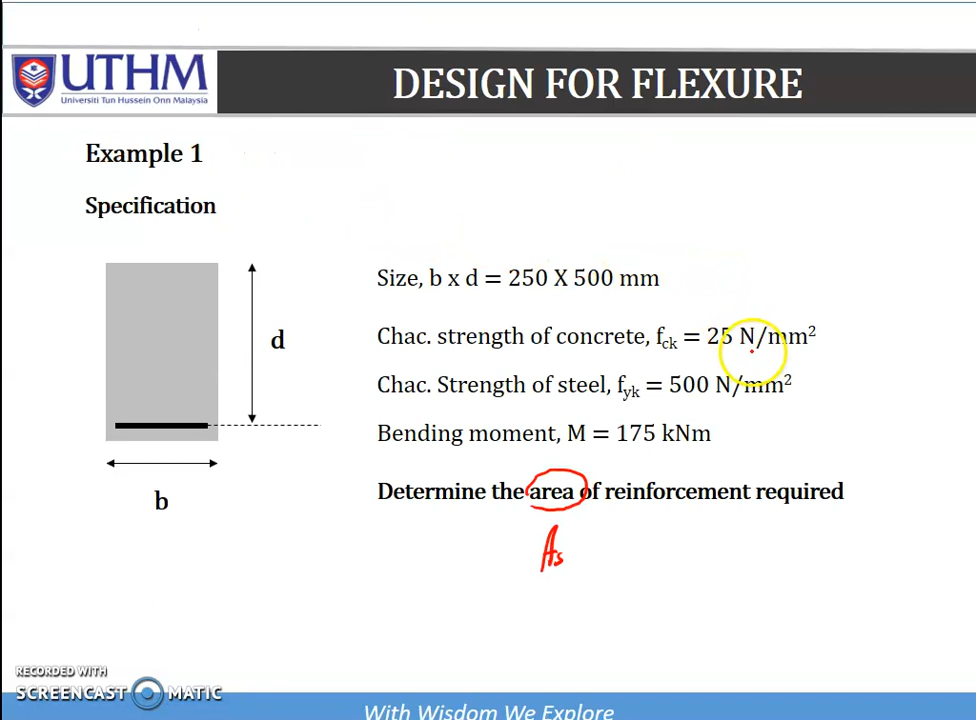 UTHM
Universiti Tun Hussein Onn Malaysia
DESIGN FOR FLEXURE
Example 1
Specification
Size, b x d = 250 X 500 mm
Chac. strength of concrete, fck = 25 N/mm²
d
Chac. Strength of steel, fyk = 500 N/mm²
Bending moment, M = 175 kNm
b
Determine the area of reinforcement required
As
RECORDED WITH
SCREENCAST MATIC
With Wisdom We Explore